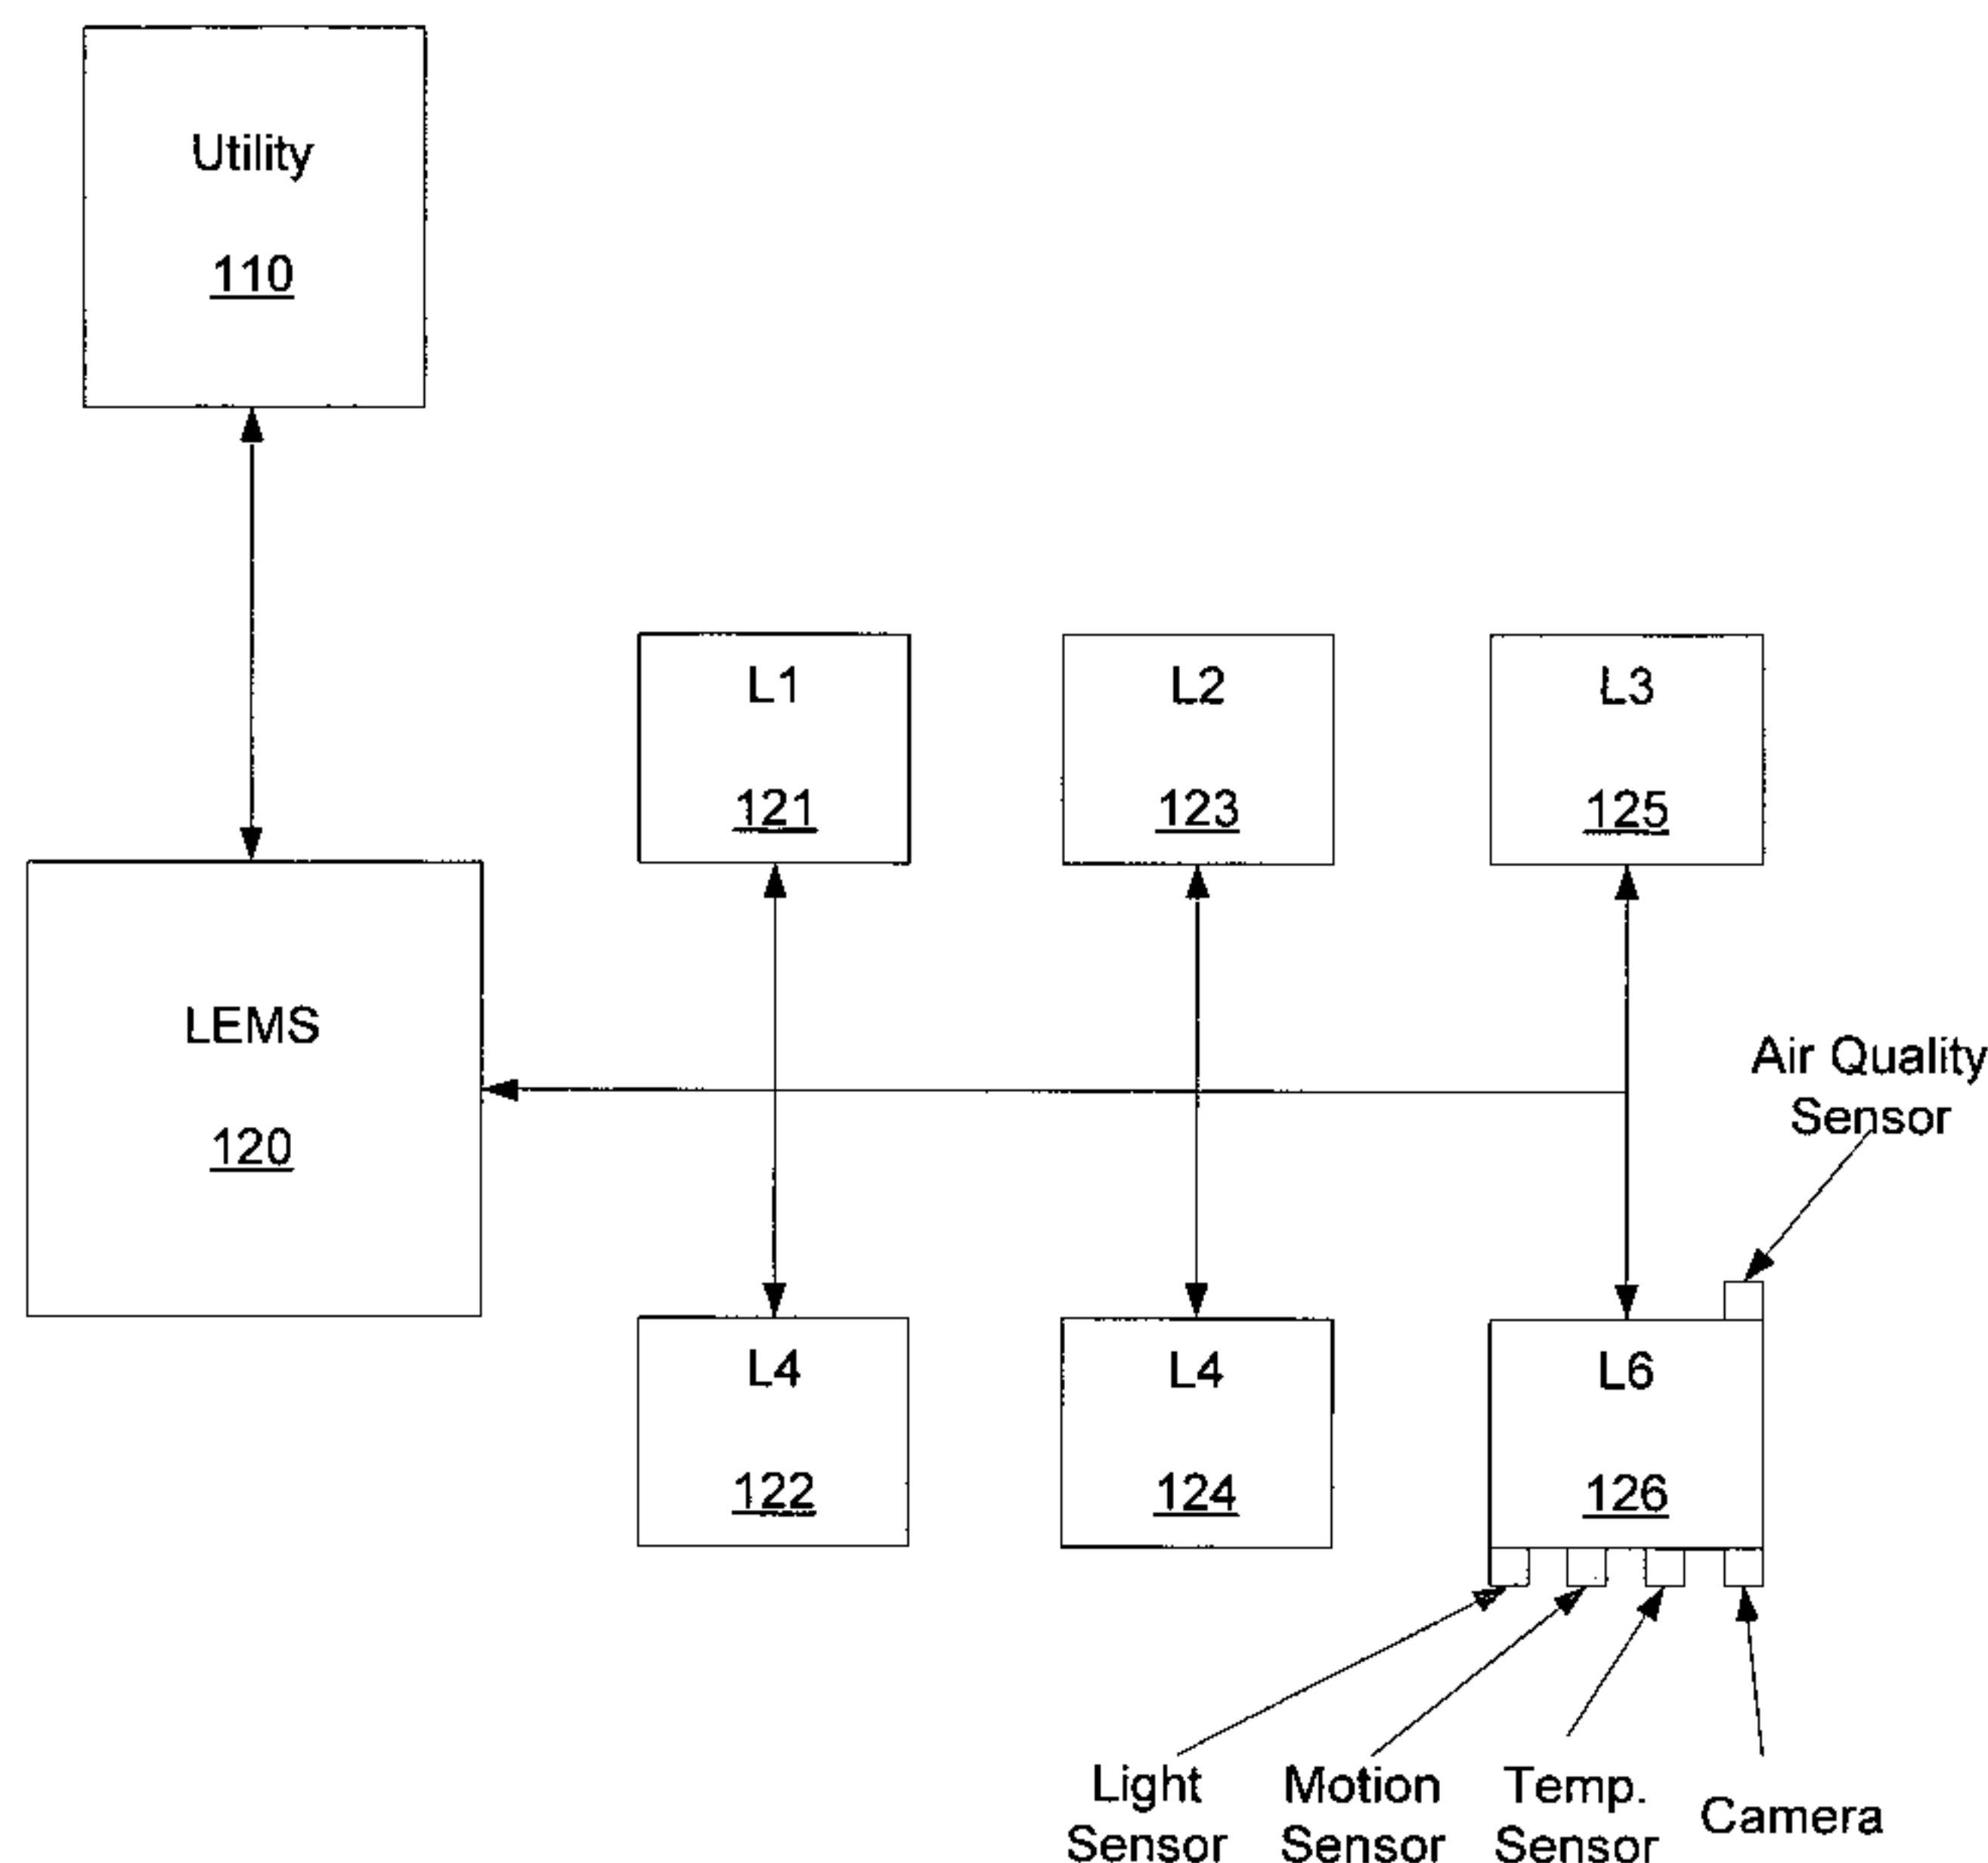 Utility
110
L1
121
L2
123
L3
125
LEMS
120
Air Quality
Sensor
L4
122
L4
124
L6
126
Light
Sensor
Motion
Sensor
Temp.
Sensor
Camera